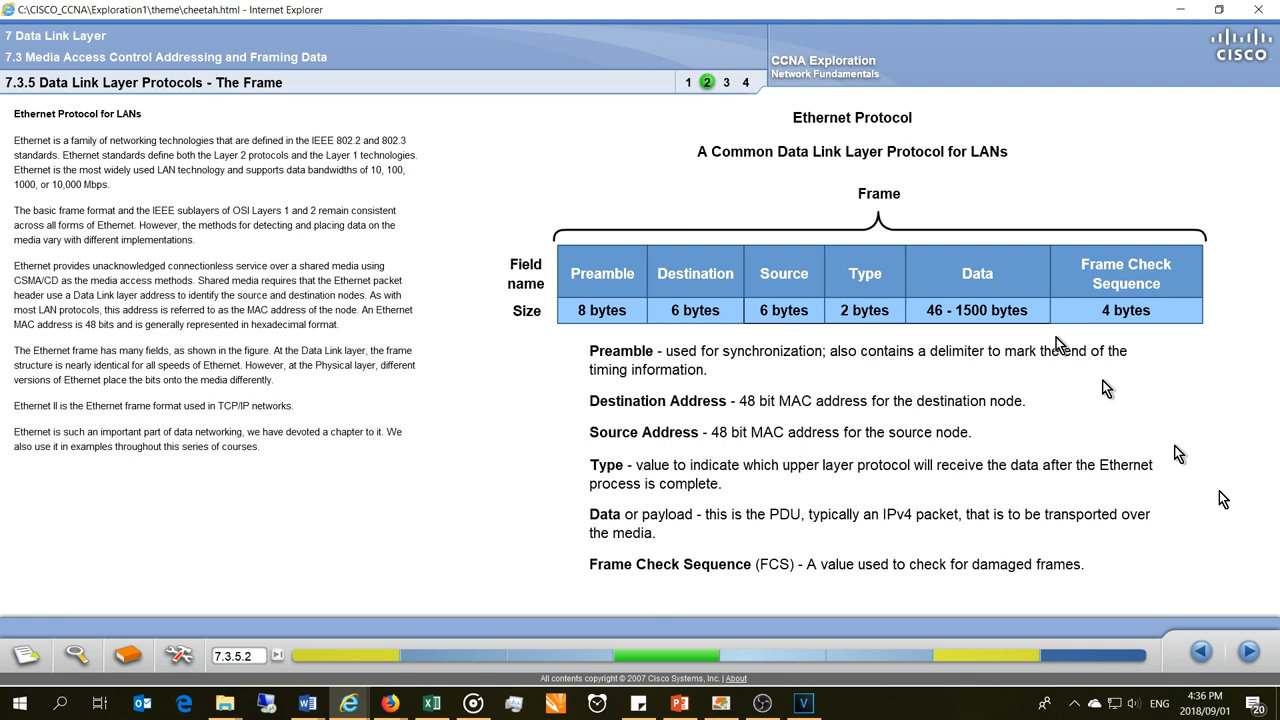 C:\CISCO_CCNA\Exploration1\theme\cheetah.html - Internet Explorer
7 Data Link Layer
7.3 Media Access Control Addressing and Framing Data
7.3.5 Data Link Layer Protocols - The Frame
1 2 3 4
CCNA Exploration
Network Fundamentals
CISCO
Ethernet Protocol for LANs
Ethernet is a family of networking technologies that are defined in the IEEE 802.2 and 802.3
standards. Ethernet standards define both the Layer 2 protocols and the Layer 1 technologies.
Ethernet is the most widely used LAN technology and supports data bandwidths of 10, 100,
1000, or 10,000 Mbps.
The basic frame format and the IEEE sublayers of OSI Layers 1 and 2 remain consistent
across all forms of Ethernet. However, the methods for detecting and placing data on the
media vary with different implementations.
Ethernet provides unacknowledged connectionless service over a shared media using
CSMA/CD as the media access methods. Shared media requires that the Ethernet packet
header use a Data Link layer address to identify the source and destination nodes. As with
most LAN protocols, this address is referred to as the MAC address of the node. An Ethernet
MAC address is 48 bits and is generally represented in hexadecimal format.
The Ethernet frame has many fields, as shown in the figure. At the Data Link layer, the frame
structure is nearly identical for all speeds of Ethernet. However, at the Physical layer, different
versions of Ethernet place the bits onto the media differently.
Ethernet II is the Ethernet frame format used in TCP/IP networks.
Ethernet is such an important part of data networking, we have devoted a chapter to it. We
also use it in examples throughout this series of courses.
Ethernet Protocol
A Common Data Link Layer Protocol for LANs
Frame
Field name Preamble Destination Source Type Data Frame Check Sequence
Size 8 bytes 6 bytes 6 bytes 2 bytes 46 - 1500 bytes 4 bytes
Preamble - used for synchronization; also contains a delimiter to mark the end of the
timing information.
Destination Address - 48 bit MAC address for the destination node.
Source Address - 48 bit MAC address for the source node.
Type - value to indicate which upper layer protocol will receive the data after the Ethernet
process is complete.
Data or payload - this is the PDU, typically an IPv4 packet, that is to be transported over
the media.
Frame Check Sequence (FCS) - A value used to check for damaged frames.
7.3.5.2
All contents copyright © 2007 Cisco Systems, Inc. | About
4:36 PM
2018/09/01
20